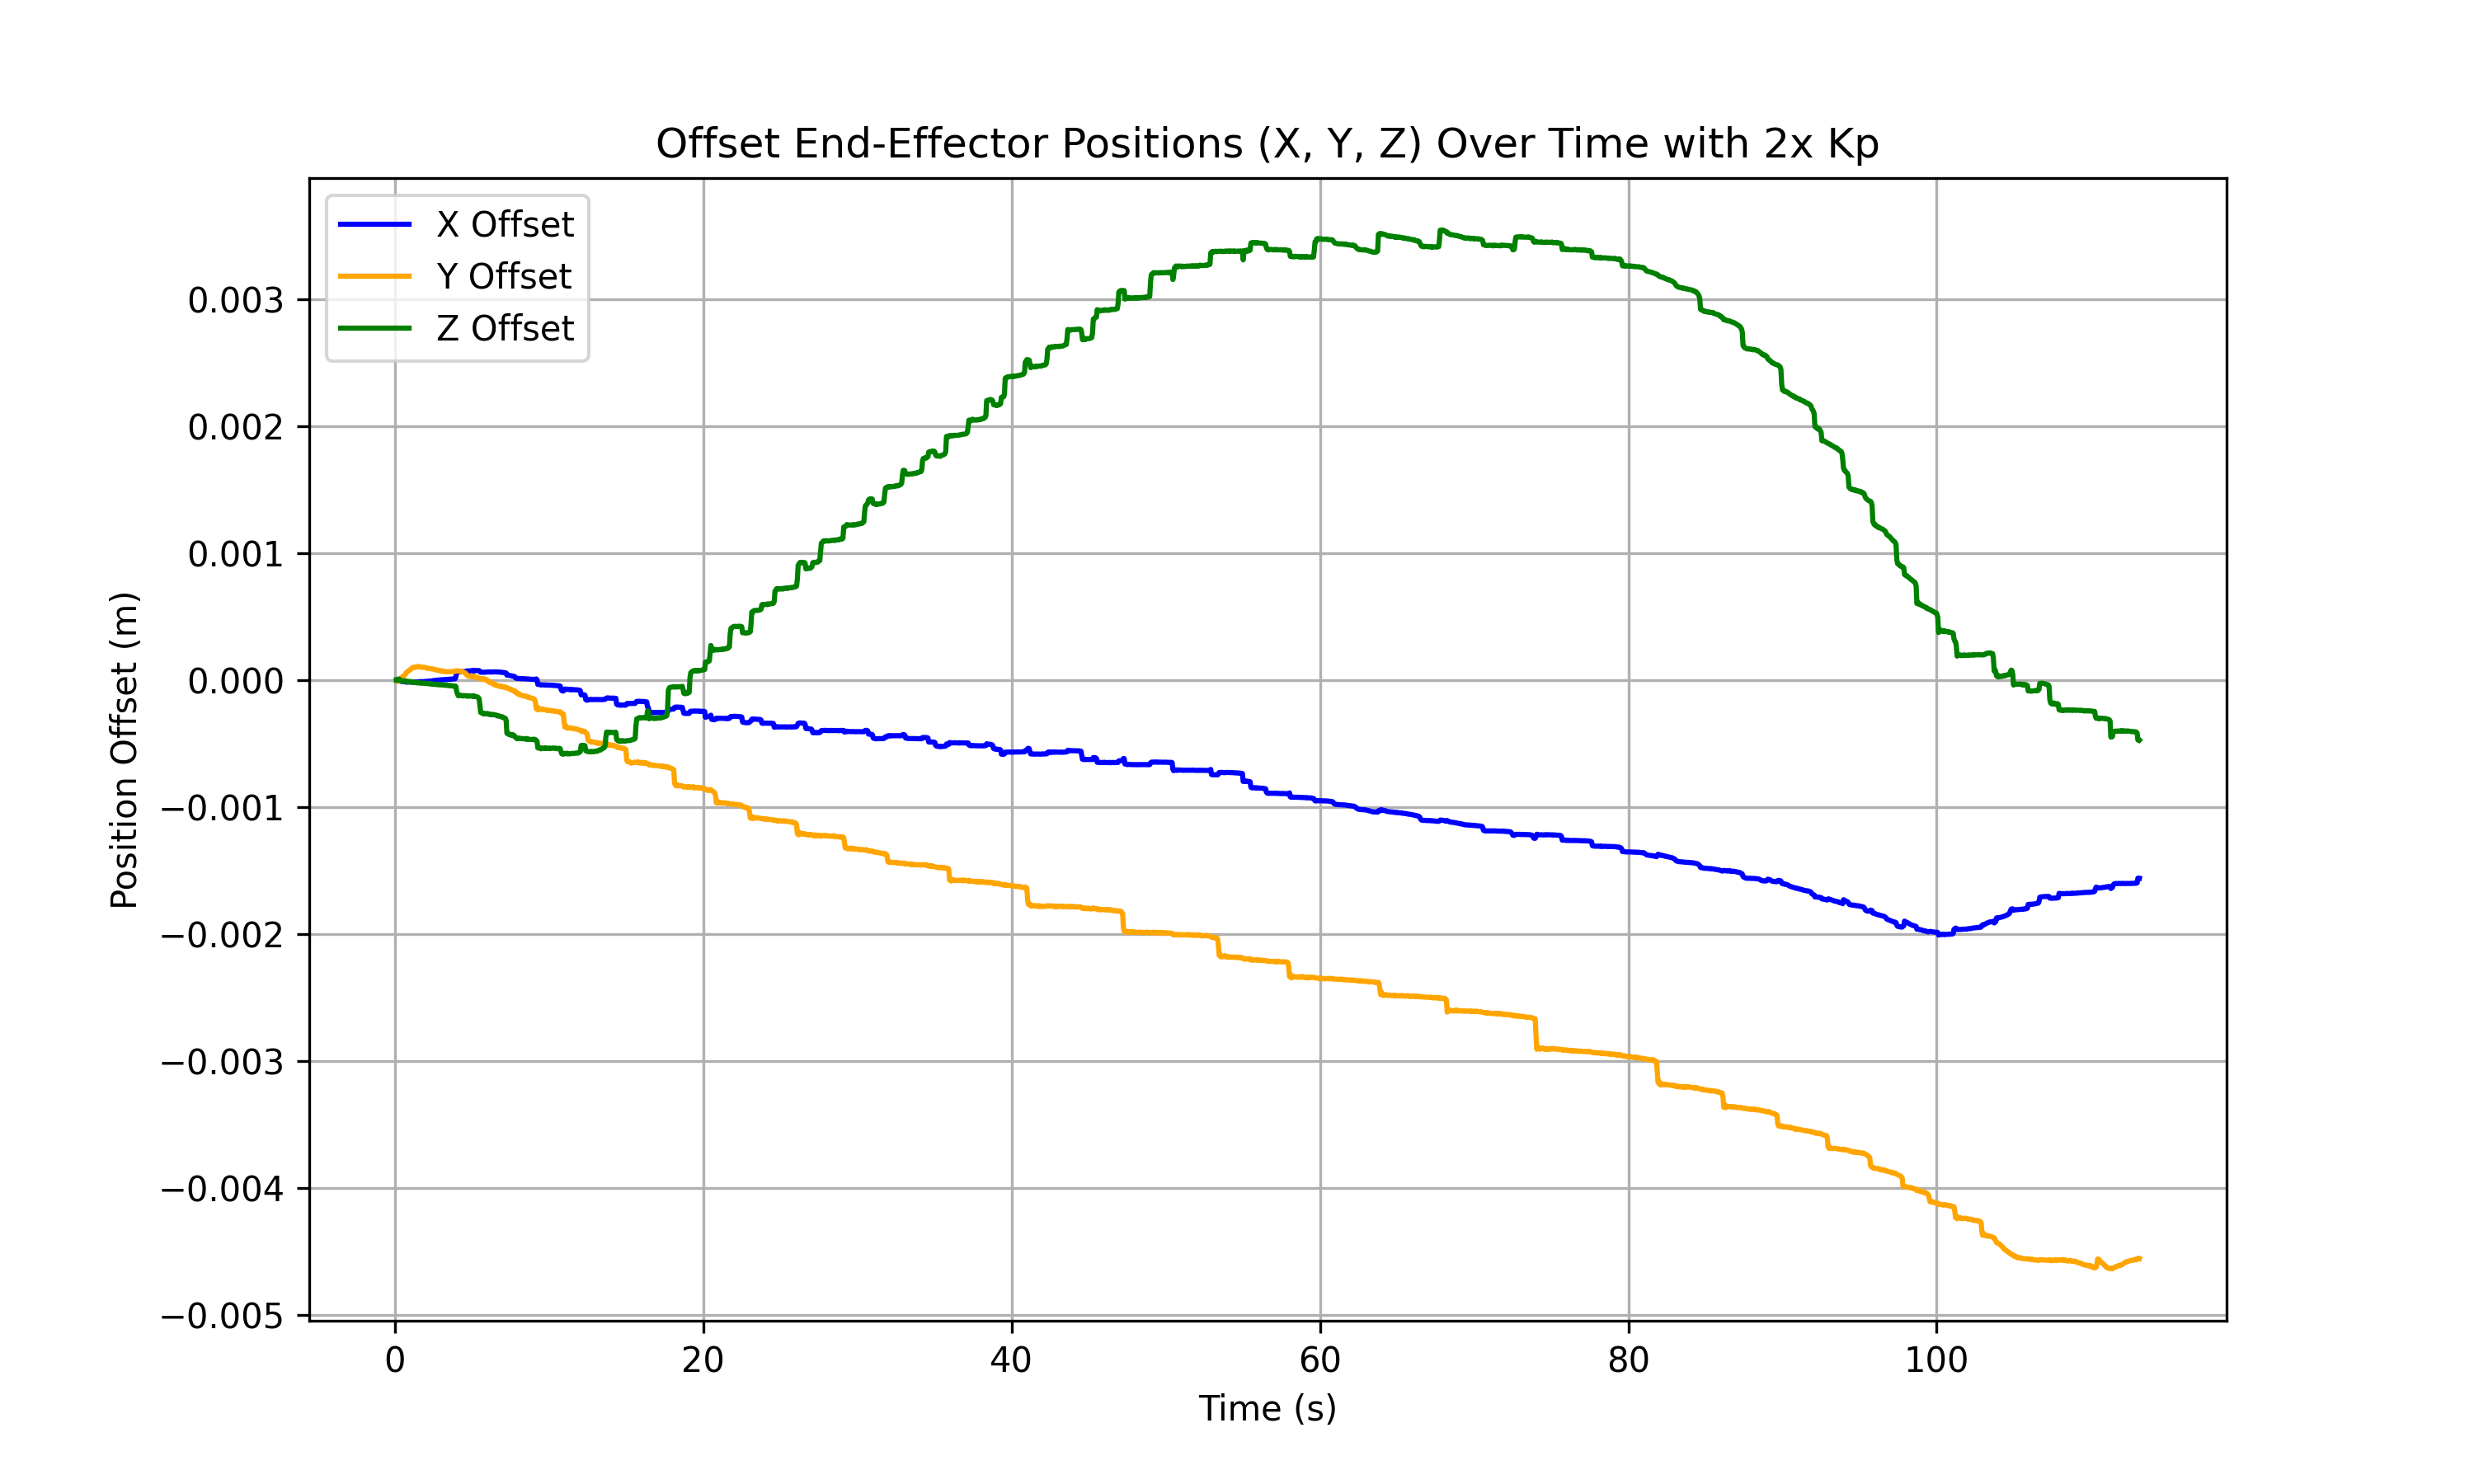 Offset End-Effector Positions (X, Y, Z) Over Time with 2x Kp
X Offset
Y Offset
Z Offset
Position Offset (m)
0.003
0.002
0.001
0.000
−0.001
−0.002
−0.003
−0.004
−0.005
0 20 40 60 80 100
Time (s)